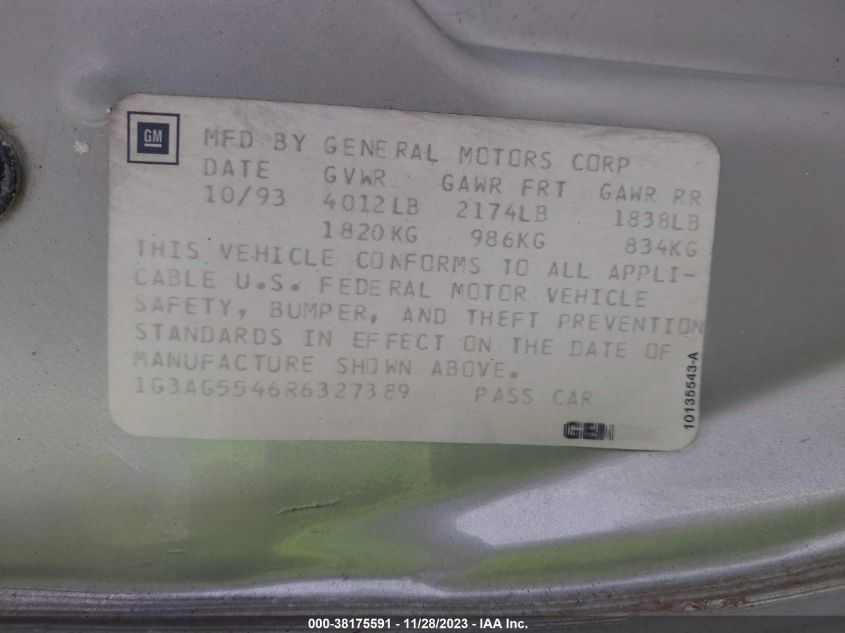 GM
MFD BY GENERAL MOTORS CORP
DATE GVWR GAWR FRT GAWR RR
10/93 4012LB 2174LB 1838LB
1820KG 986KG 834KG
THIS VEHICLE CONFORMS TO ALL APPLI-
CABLE U.S. FEDERAL MOTOR VEHICLE
SAFETY, BUMPER, AND THEFT PREVENTION
STANDARDS IN EFFECT ON THE DATE OF
MANUFACTURE SHOWN ABOVE.
1G3AG5546R6327389 PASS CAR
10135543-A
000-38175591 - 11/28/2023 - IAA Inc.